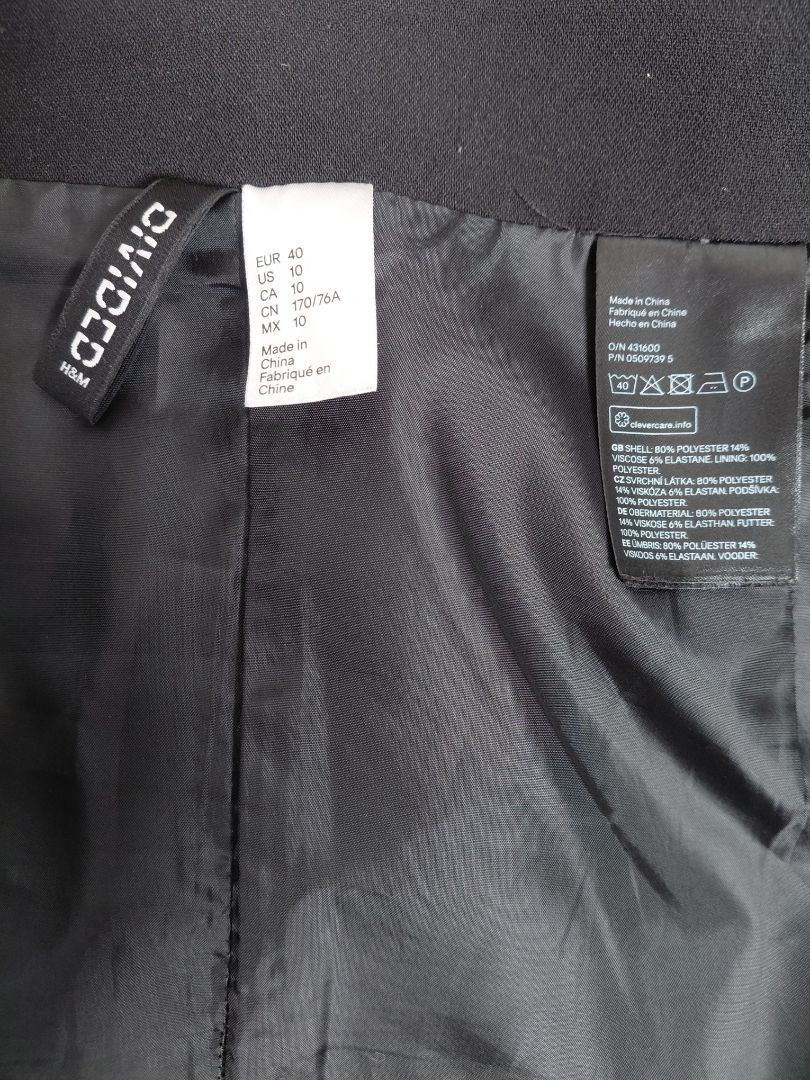 DIVIDED
H&M
EUR 40
US 10
CA 10
CN 170/76A
MX 10
Made in
China
Fabriqué en
Chine
Made in China
Fabriqué en Chine
Hecho en China
O/N 431600
P/N 0509739 5
40
P
clevercare.info
GB SHELL: 80% POLYESTER 14%
VISCOSE 6% ELASTANE. LINING: 100%
POLYESTER.
CZ SVRCHNÍ LÁTKA: 80% POLYESTER
14% VISKÓZA 6% ELASTAN. PODŠÍVKA:
100% POLYESTER.
DE OBERMATERIAL: 80% POLYESTER
14% VISKOSE 6% ELASTHAN. FUTTER:
100% POLYESTER.
EE ÜMBRIS: 80% POLÜESTER 14%
VISKOOS 6% ELASTAAN. VOODER: